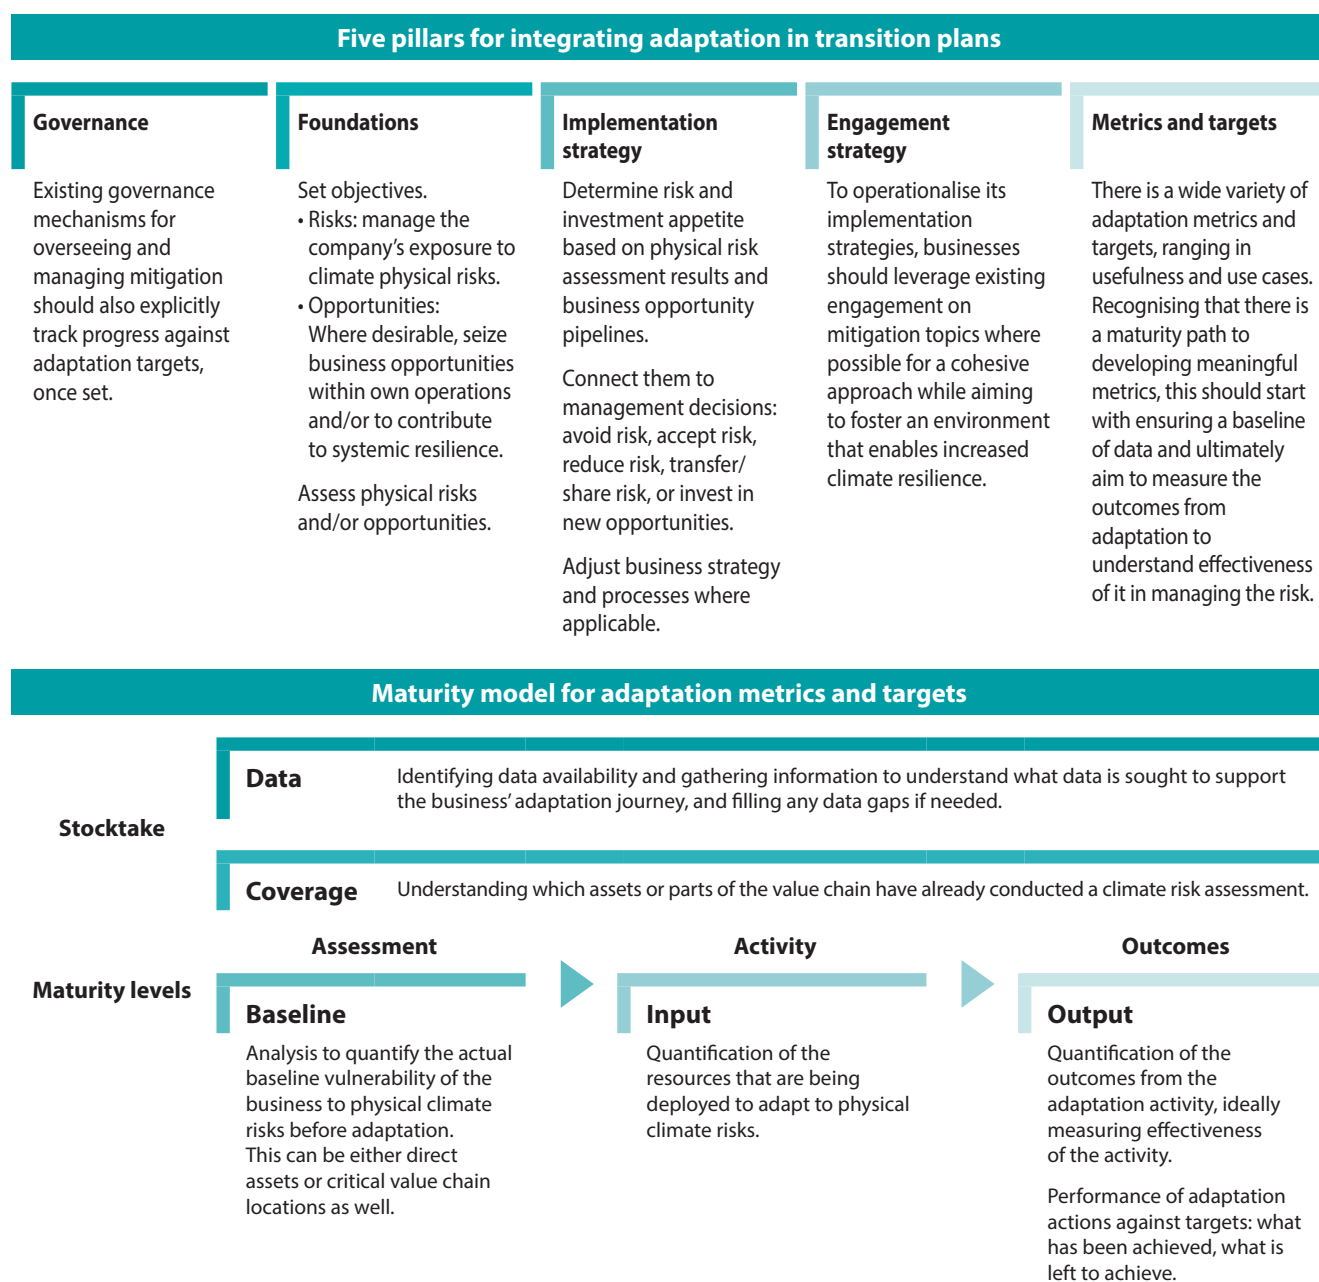 Five pillars for integrating adaptation in transition plans
Governance
Existing governance
mechanisms for
overseeing and
managing mitigation
should also explicitly
track progress against
adaptation targets,
once set.
Foundations
Set objectives.
• Risks: manage the
company’s exposure to
climate physical risks.
• Opportunities:
Where desirable, seize
business opportunities
within own operations
and/or to contribute
to systemic resilience.
Assess physical risks
and/or opportunities.
Implementation
strategy
Determine risk and
investment appetite
based on physical risk
assessment results and
business opportunity
pipelines.
Connect them to
management decisions:
avoid risk, accept risk,
reduce risk, transfer/
share risk, or invest in
new opportunities.
Adjust business strategy
and processes where
applicable.
Engagement
strategy
To operationalise its
implementation
strategies, businesses
should leverage existing
engagement on
mitigation topics where
possible for a cohesive
approach while aiming
to foster an environment
that enables increased
climate resilience.
Metrics and targets
There is a wide variety of
adaptation metrics and
targets, ranging in
usefulness and use cases.
Recognising that there is
a maturity path to
developing meaningful
metrics, this should start
with ensuring a baseline
of data and ultimately
aim to measure the
outcomes from
adaptation to
understand effectiveness
of it in managing the risk.
Maturity model for adaptation metrics and targets
Stocktake
Data
Identifying data availability and gathering information to understand what data is sought to support
the business’ adaptation journey, and filling any data gaps if needed.
Coverage
Understanding which assets or parts of the value chain have already conducted a climate risk assessment.
Maturity levels
Assessment
Baseline
Analysis to quantify the actual
baseline vulnerability of the
business to physical climate
risks before adaptation.
This can be either direct
assets or critical value chain
locations as well.
Activity
Input
Quantification of the
resources that are being
deployed to adapt to physical
climate risks.
Outcomes
Output
Quantification of the
outcomes from the
adaptation activity, ideally
measuring effectiveness
of the activity.
Performance of adaptation
actions against targets: what
has been achieved, what is
left to achieve.